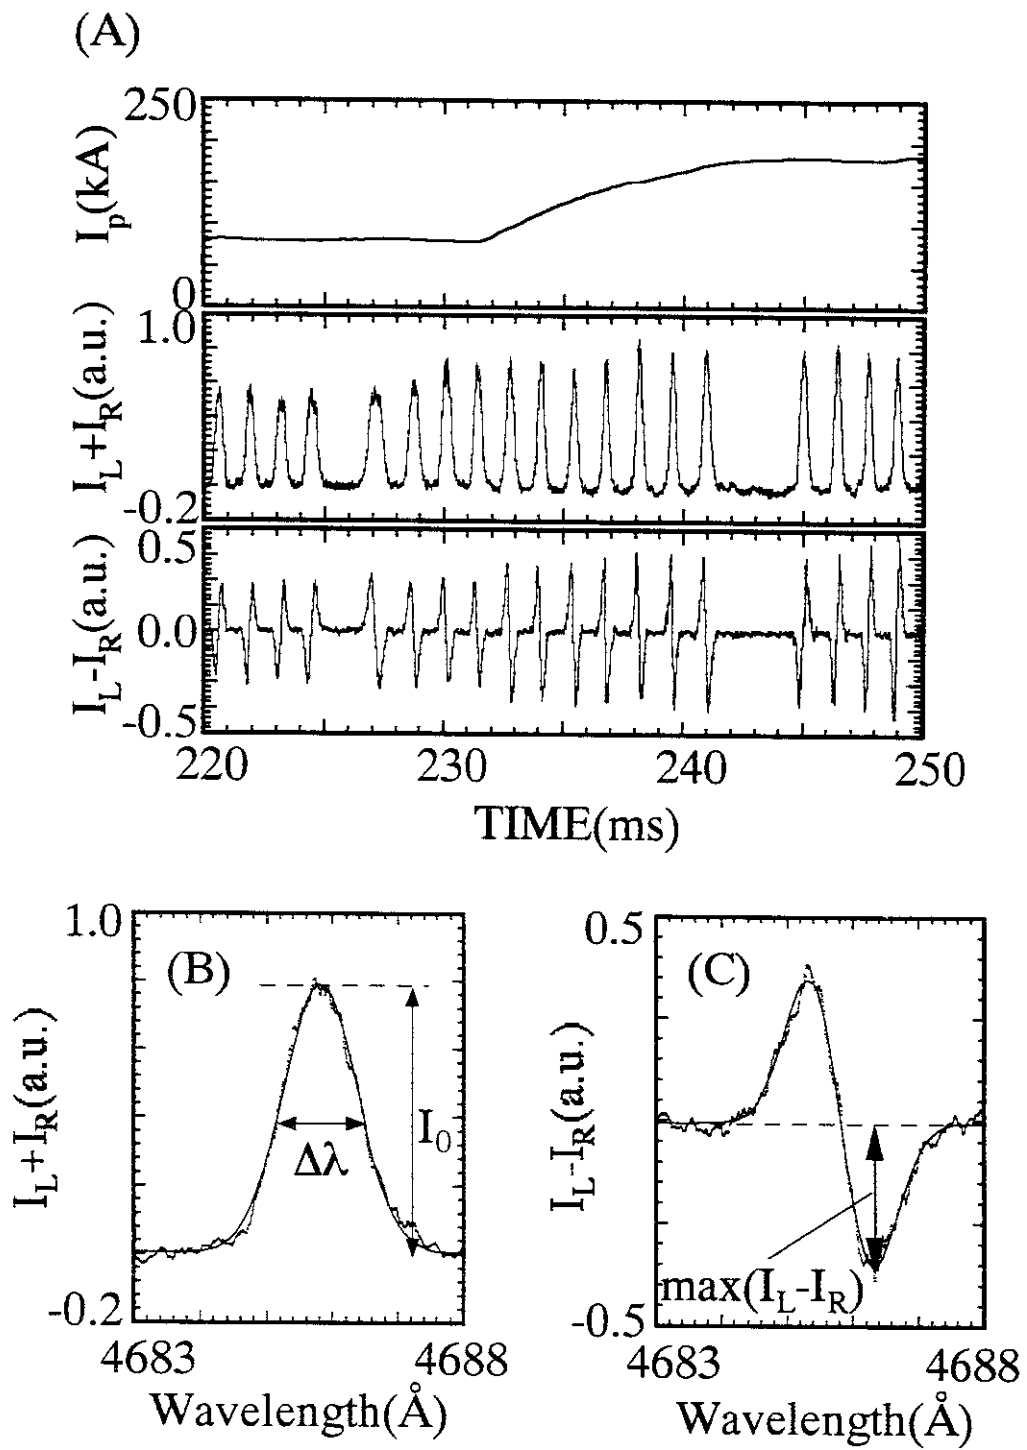 (A)
250
I_p(kA)
0
1.0
I_L+I_R(a.u.)
-0.2
0.5
0.0
I_L-I_R(a.u.)
-0.5
220 230 240 250
TIME(ms)
1.0
(B)
I_L+I_R(a.u.)
I_0
Δλ
-0.2
4683 4688
Wavelength(Å)
0.5
(C)
I_L-I_R(a.u.)
max(I_L-I_R)
-0.5
4683 4688
Wavelength(Å)